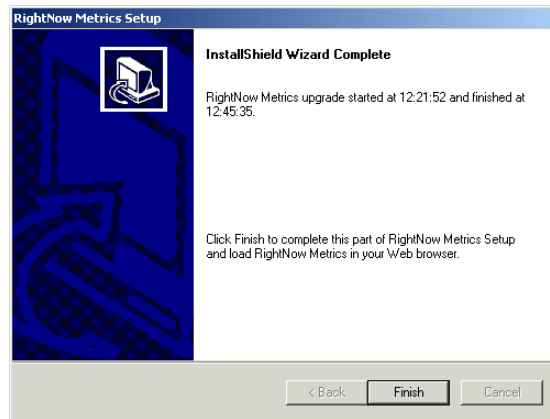 RightNow Metrics Setup
InstallShield Wizard Complete
RightNow Metrics upgrade started at 12:21:52 and finished at
12:45:35.
Click Finish to complete this part of RightNow Metrics Setup
and load RightNow Metrics in your Web browser.
< Back Finish Cancel